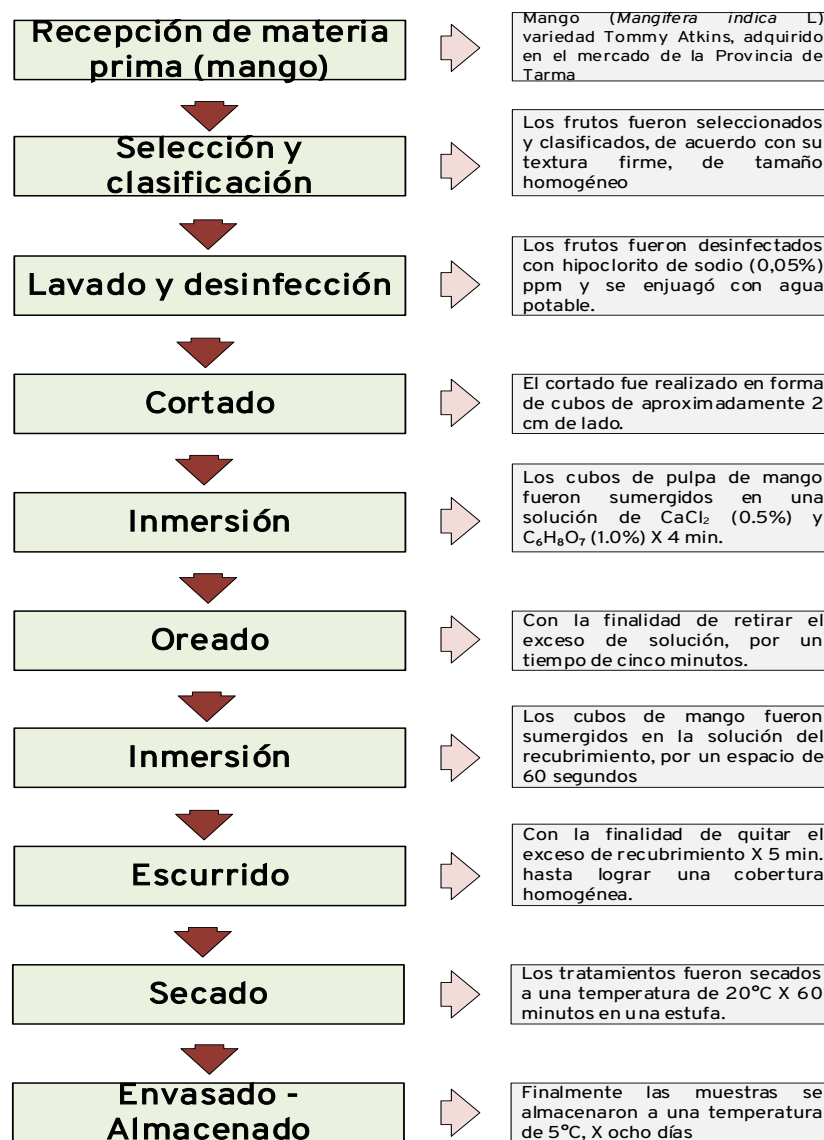 Recepción de materia
prima (mango)
Mango (Mangifera indica L)
variedad Tommy Atkins, adquirido
en el mercado de la Provincia de
Tarma
Selección y
clasificación
Los frutos fueron seleccionados
y clasificados, de acuerdo con su
textura firme, de tamaño
homogéneo
Lavado y desinfección
Los frutos fueron desinfectados
con hipoclorito de sodio (0,05%)
ppm y se enjuagó con agua
potable.
Cortado
El cortado fue realizado en forma
de cubos de aproximadamente 2
cm de lado.
Inmersión
Los cubos de pulpa de mango
fueron sumergidos en una
solución de CaCl₂ (0.5%) y
C₆H₈O₇ (1.0%) X 4 min.
Oreado
Con la finalidad de retirar el
exceso de solución, por un
tiempo de cinco minutos.
Inmersión
Los cubos de mango fueron
sumergidos en la solución del
recubrimiento, por un espacio de
60 segundos
Escurrido
Con la finalidad de quitar el
exceso de recubrimiento X 5 min.
hasta lograr una cobertura
homogénea.
Secado
Los tratamientos fueron secados
a una temperatura de 20°C X 60
minutos en una estufa.
Envasado -
Almacenado
Finalmente las muestras se
almacenaron a una temperatura
de 5°C, X ocho días